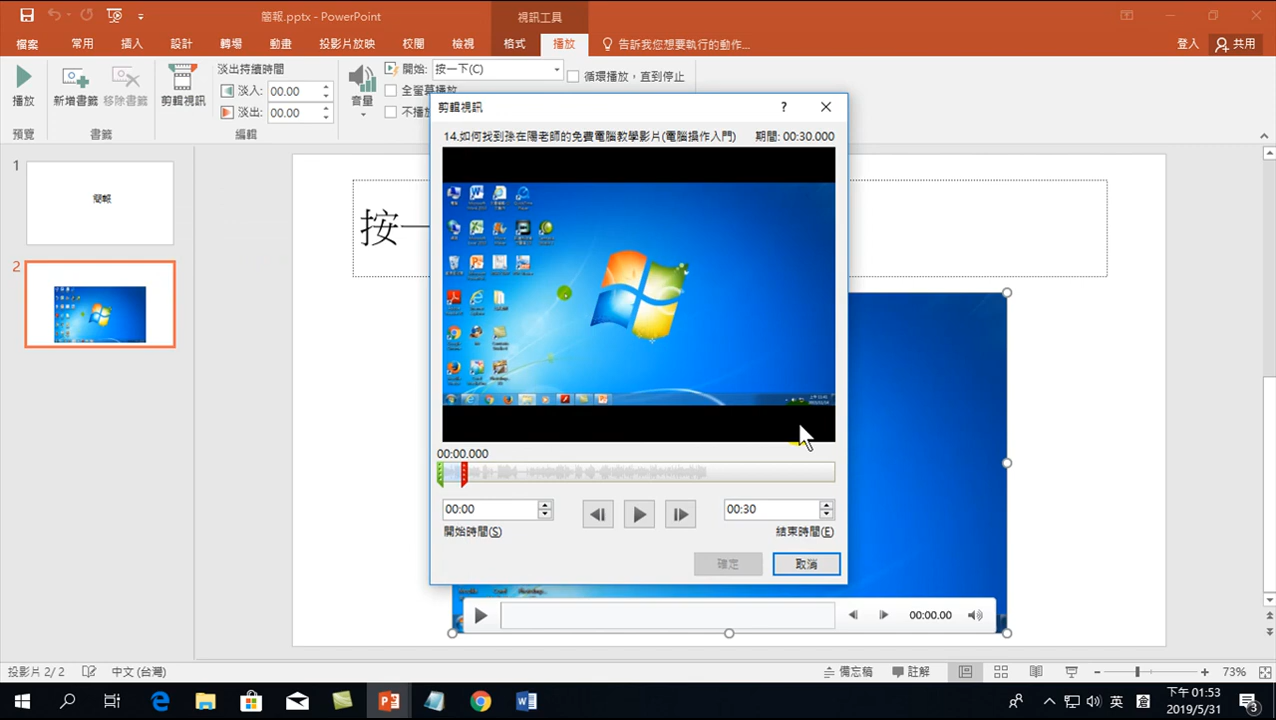 簡報.pptx - PowerPoint
視訊工具
檔案 常用 插入 設計 轉場 動畫 投影片放映 校閱 檢視 格式 播放 告訴我您想要執行的動作... 登入 共用
淡出持續時間
開始: 按一下(C)
循環播放，直到停止
淡入: 00.00
全螢幕播放
播放 新增書籤 移除書籤 剪輯視訊 音量
淡出: 00.00
不播放
預覽 書籤 編輯
剪輯視訊 ?
14.如何找到孫在陽老師的免費電腦教學影片(電腦操作入門) 期間: 00:30.000
1
簡報
2
按一
00:00.000
00:00
00:30
開始時間(S)
結束時間(E)
確定 取消
00:00.00
投影片 2/2 中文 (台灣) 備忘稿 註解 73%
英
下午 01:53
2019/5/31
3